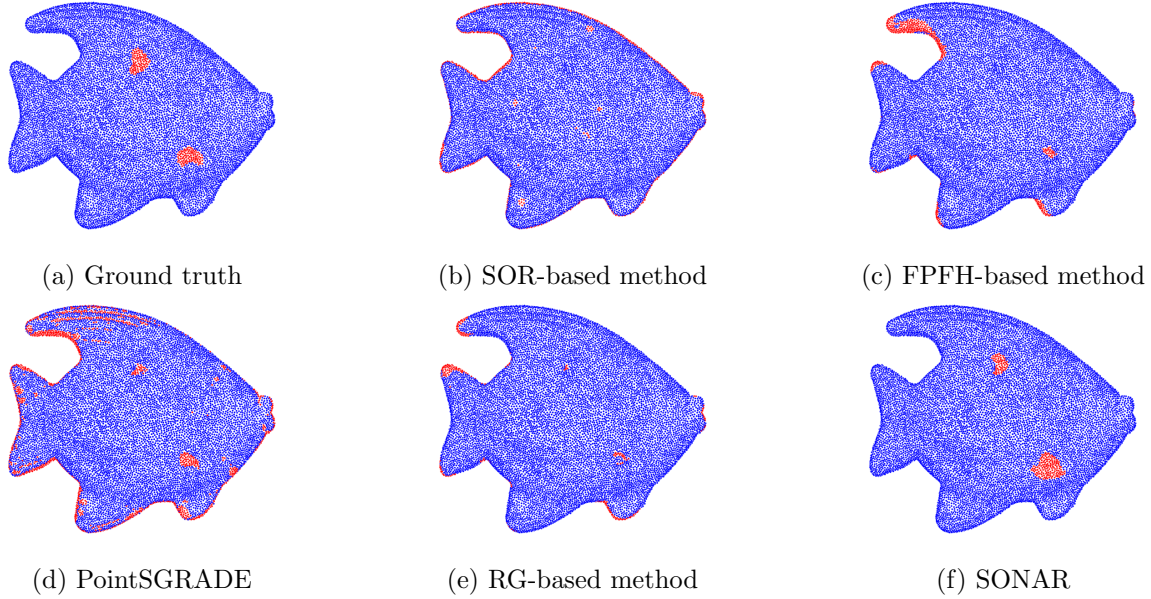 (a) Ground truth
(b) SOR-based method
(c) FPFH-based method
(d) PointSGRADE
(e) RG-based method
(f) SONAR